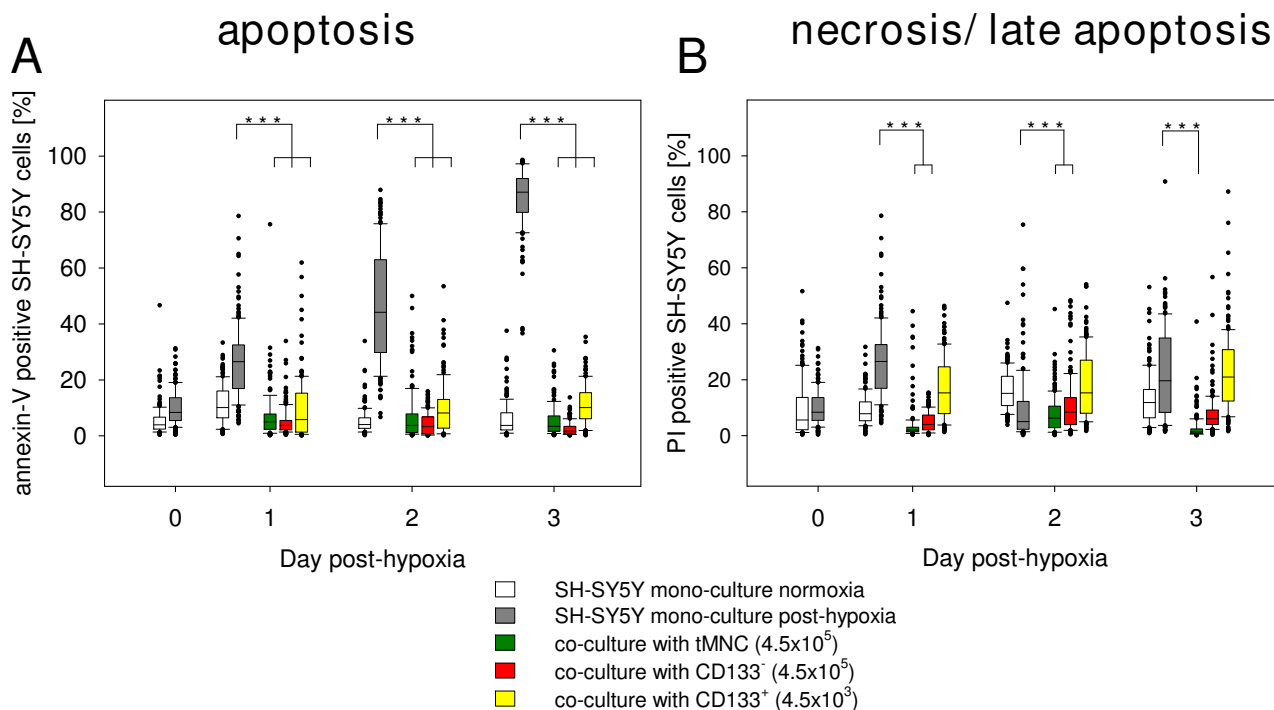 apoptosis
necrosis/ late apoptosis
A
B
annexin-V positive SH-SY5Y cells [%]
100
80
60
40
20
0
* * *
* * *
* * *
0 1 2 3
Day post-hypoxia
PI positive SH-SY5Y cells [%]
100
80
60
40
20
0
* * *
* * *
* * *
0 1 2 3
Day post-hypoxia
SH-SY5Y mono-culture normoxia
SH-SY5Y mono-culture post-hypoxia
co-culture with tMNC (4.5x10⁵)
co-culture with CD133⁻ (4.5x10⁵)
co-culture with CD133⁺ (4.5x10³)